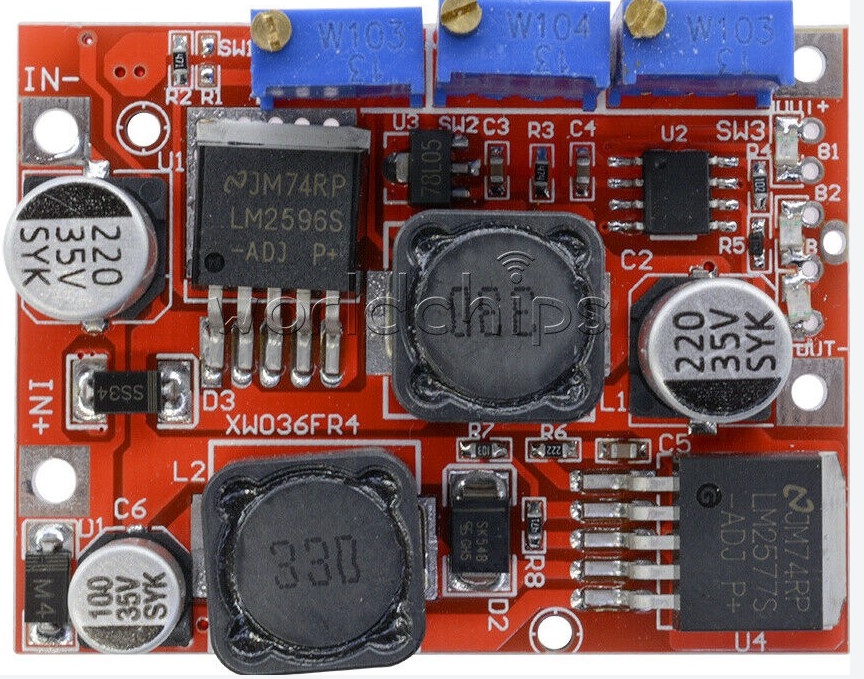 W103
13
W104
13
W103
13
IN-
SW1
R2
R1
OUT+
U1
U3
SW2
C3
R3
C4
U2
SW3
R4
B1
B2
78L05
JM74RP
LM2596S
-ADJ P+
102
R5
B
220
35V
SYK
C2
worldchips
330
220
35V
SYK
OUT-
IN+
SS34
D3
L1
XW036FR4
R7
R6
C5
103
222
L2
C6
330
D1
M4
100
35V
SYK
SK54B
R8
D2
G
JM74RP
LM2577S
-ADJ P+
U4